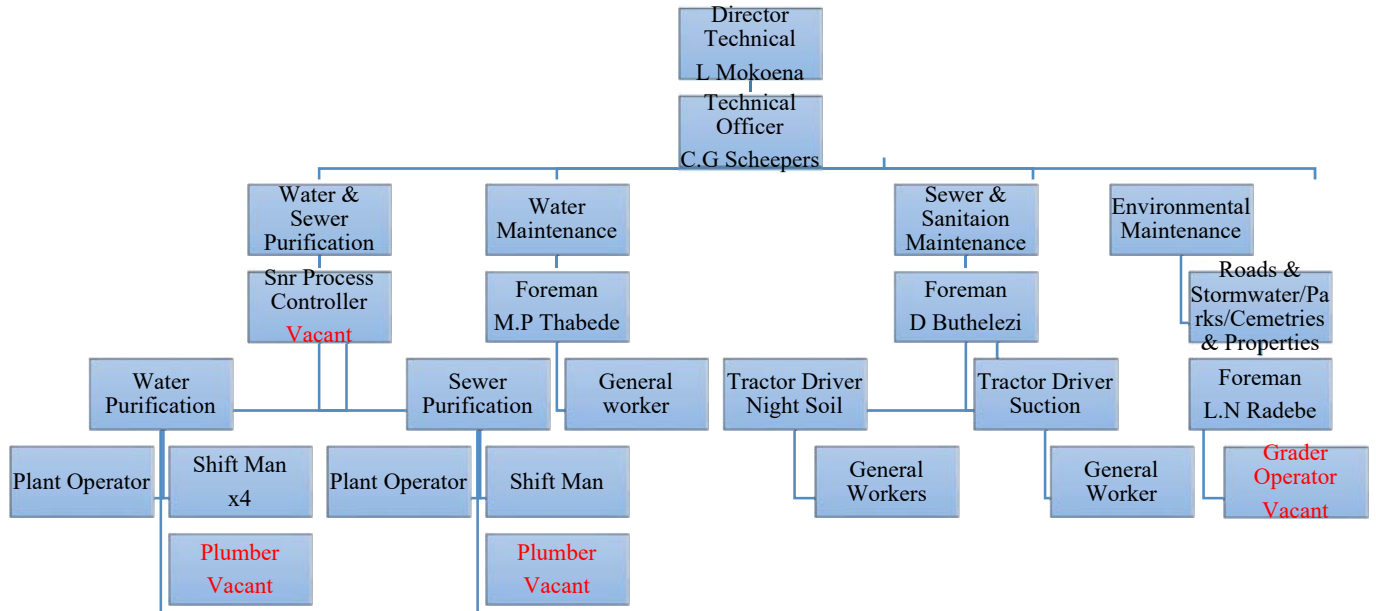 Director
Technical
L Mokoena
Technical
Officer
C.G Scheepers
Water &
Sewer
Purification
Water
Maintenance
Sewer &
Sanitaion
Maintenance
Environmental
Maintenance
Snr Process
Controller
Vacant
Foreman
M.P Thabede
Foreman
D Buthelezi
Roads &
Stormwater/Pa
rks/Cemetries
& Properties
Water
Purification
Sewer
Purification
General
worker
Tractor Driver
Night Soil
Tractor Driver
Suction
Foreman
L.N Radebe
Plant Operator
Shift Man
x4
Plant Operator
Shift Man
General
Workers
General
Worker
Grader
Operator
Vacant
Plumber
Vacant
Plumber
Vacant